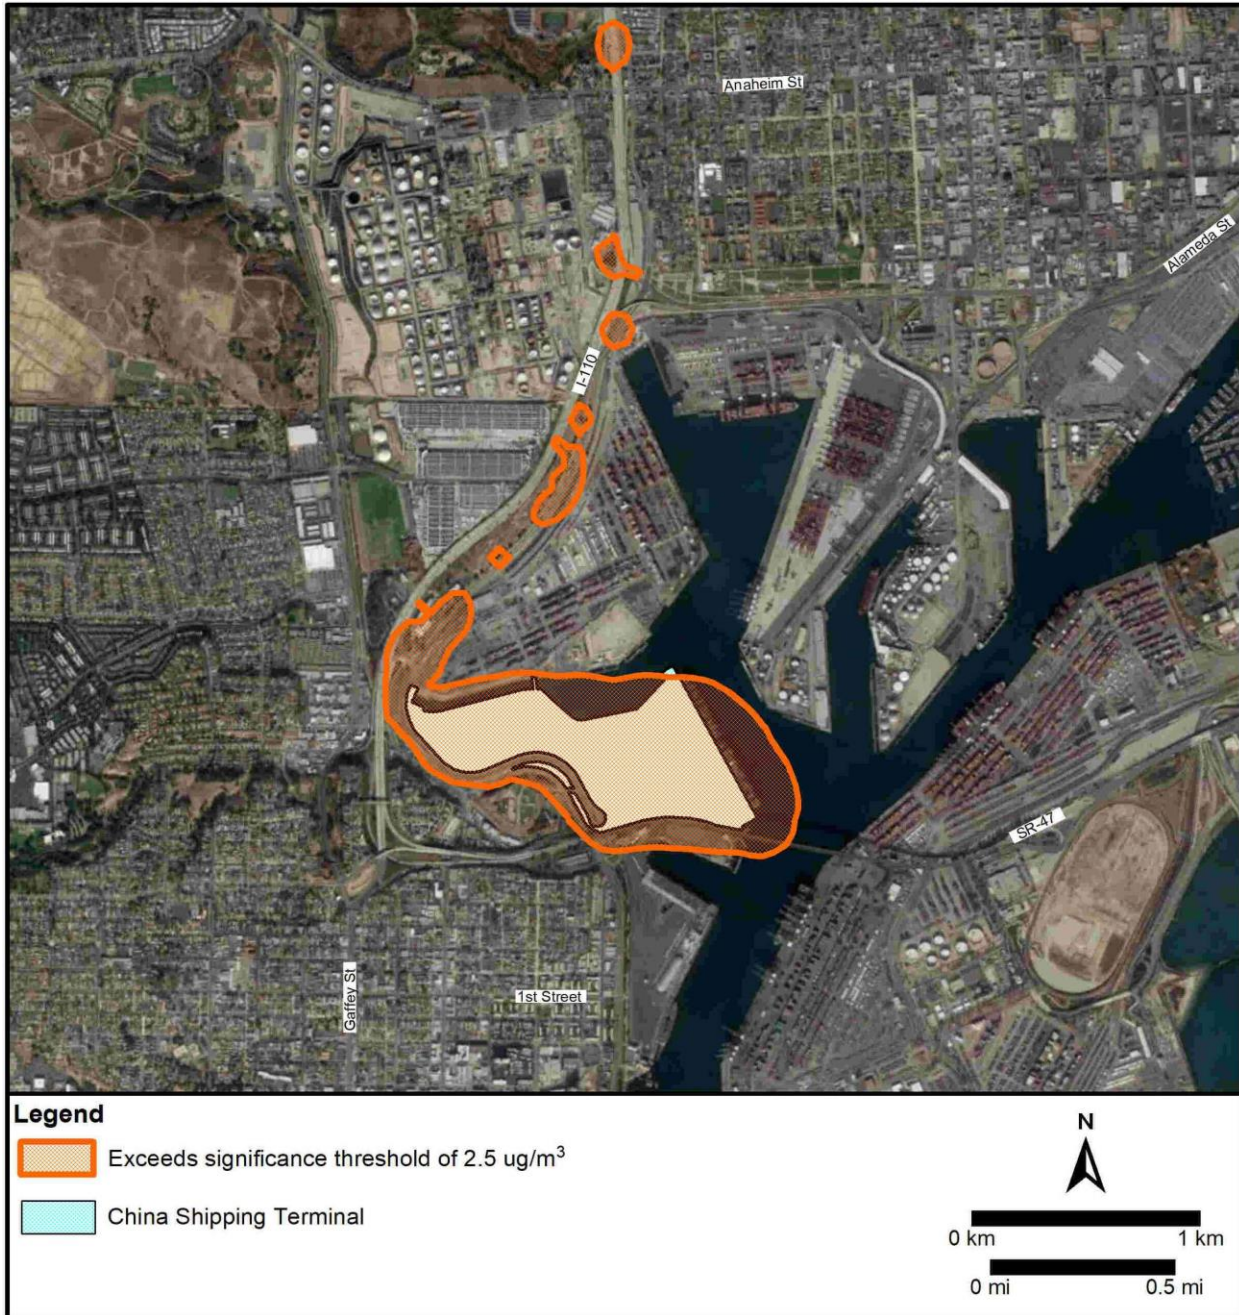 Anaheim St
Alameda St
I-110
SR-47
Gaffey St
1st Street
Legend
Exceeds significance threshold of 2.5 ug/m³
China Shipping Terminal
N
0 km 1 km
0 mi 0.5 mi